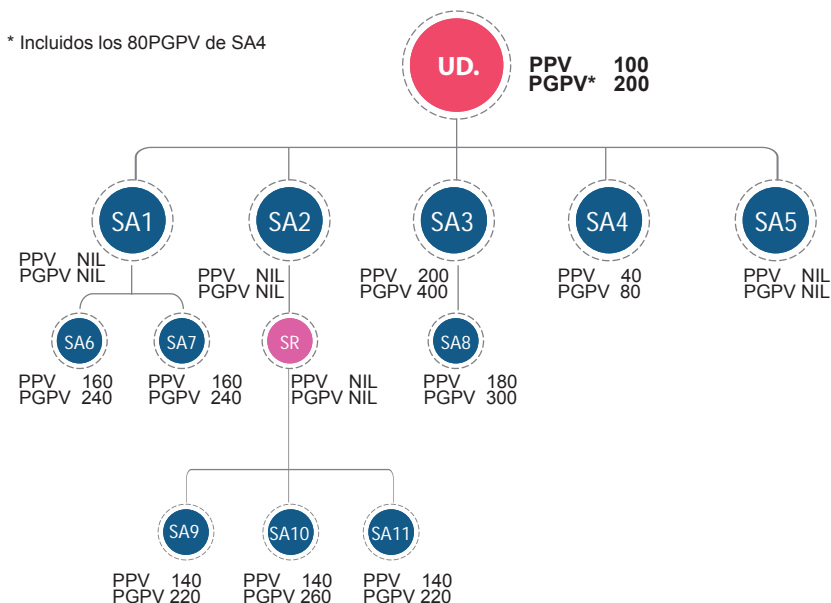 * Incluidos los 80PGPV de SA4
UD.
PPV 100
PGPV* 200
SA1
SA2
SA3
SA4
SA5
PPV NIL
PGPV NIL
PPV NIL
PGPV NIL
PPV 200
PGPV 400
PPV 40
PGPV 80
PPV NIL
PGPV NIL
SA6
SA7
SR
SA8
PPV 160
PGPV 240
PPV 160
PGPV 240
PPV NIL
PGPV NIL
PPV 180
PGPV 300
SA9
SA10
SA11
PPV 140
PGPV 220
PPV 140
PGPV 260
PPV 140
PGPV 220